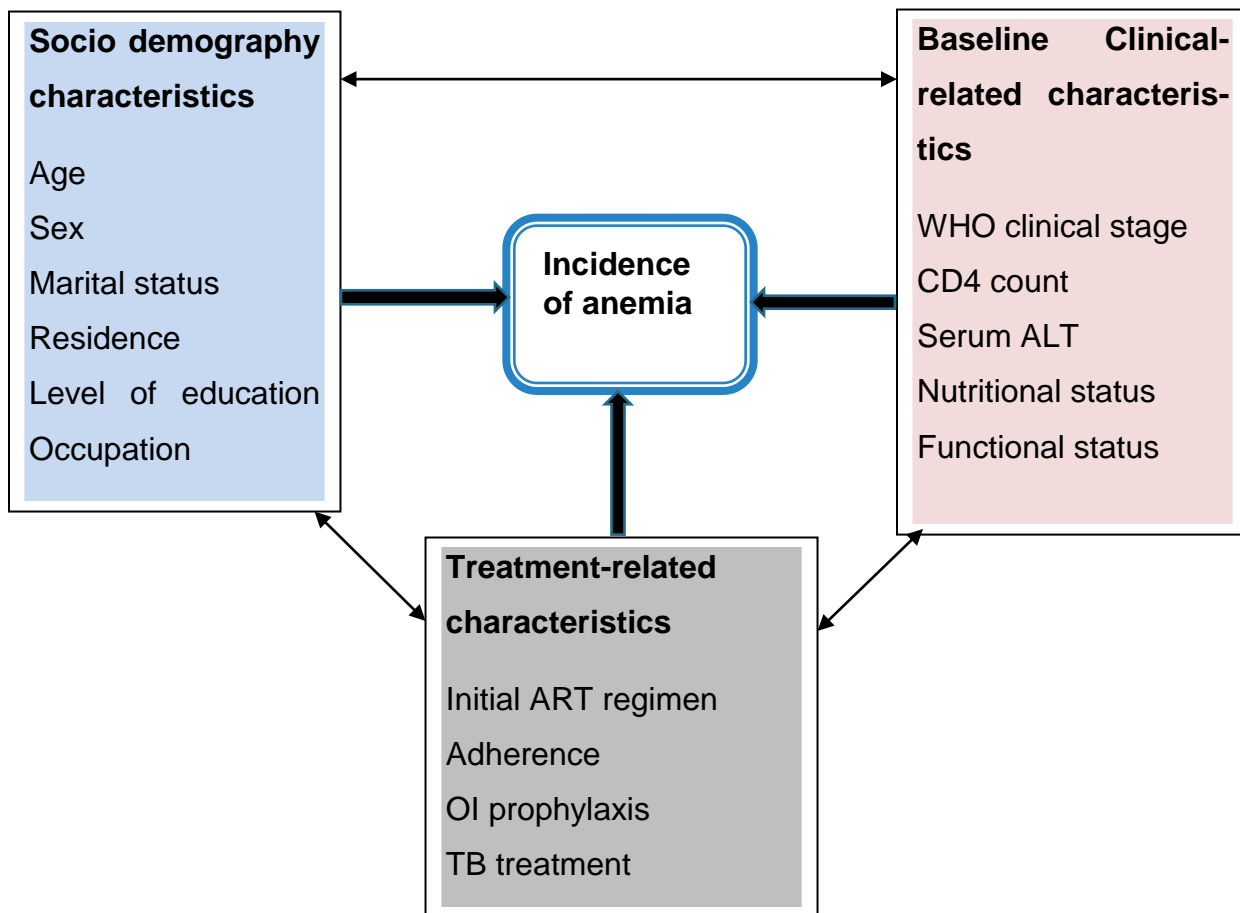 Socio demography
characteristics
Age
Sex
Marital status
Residence
Level of education
Occupation
Incidence
of anemia
Baseline Clinical-
related characteris-
tics
WHO clinical stage
CD4 count
Serum ALT
Nutritional status
Functional status
Treatment-related
characteristics
Initial ART regimen
Adherence
OI prophylaxis
TB treatment